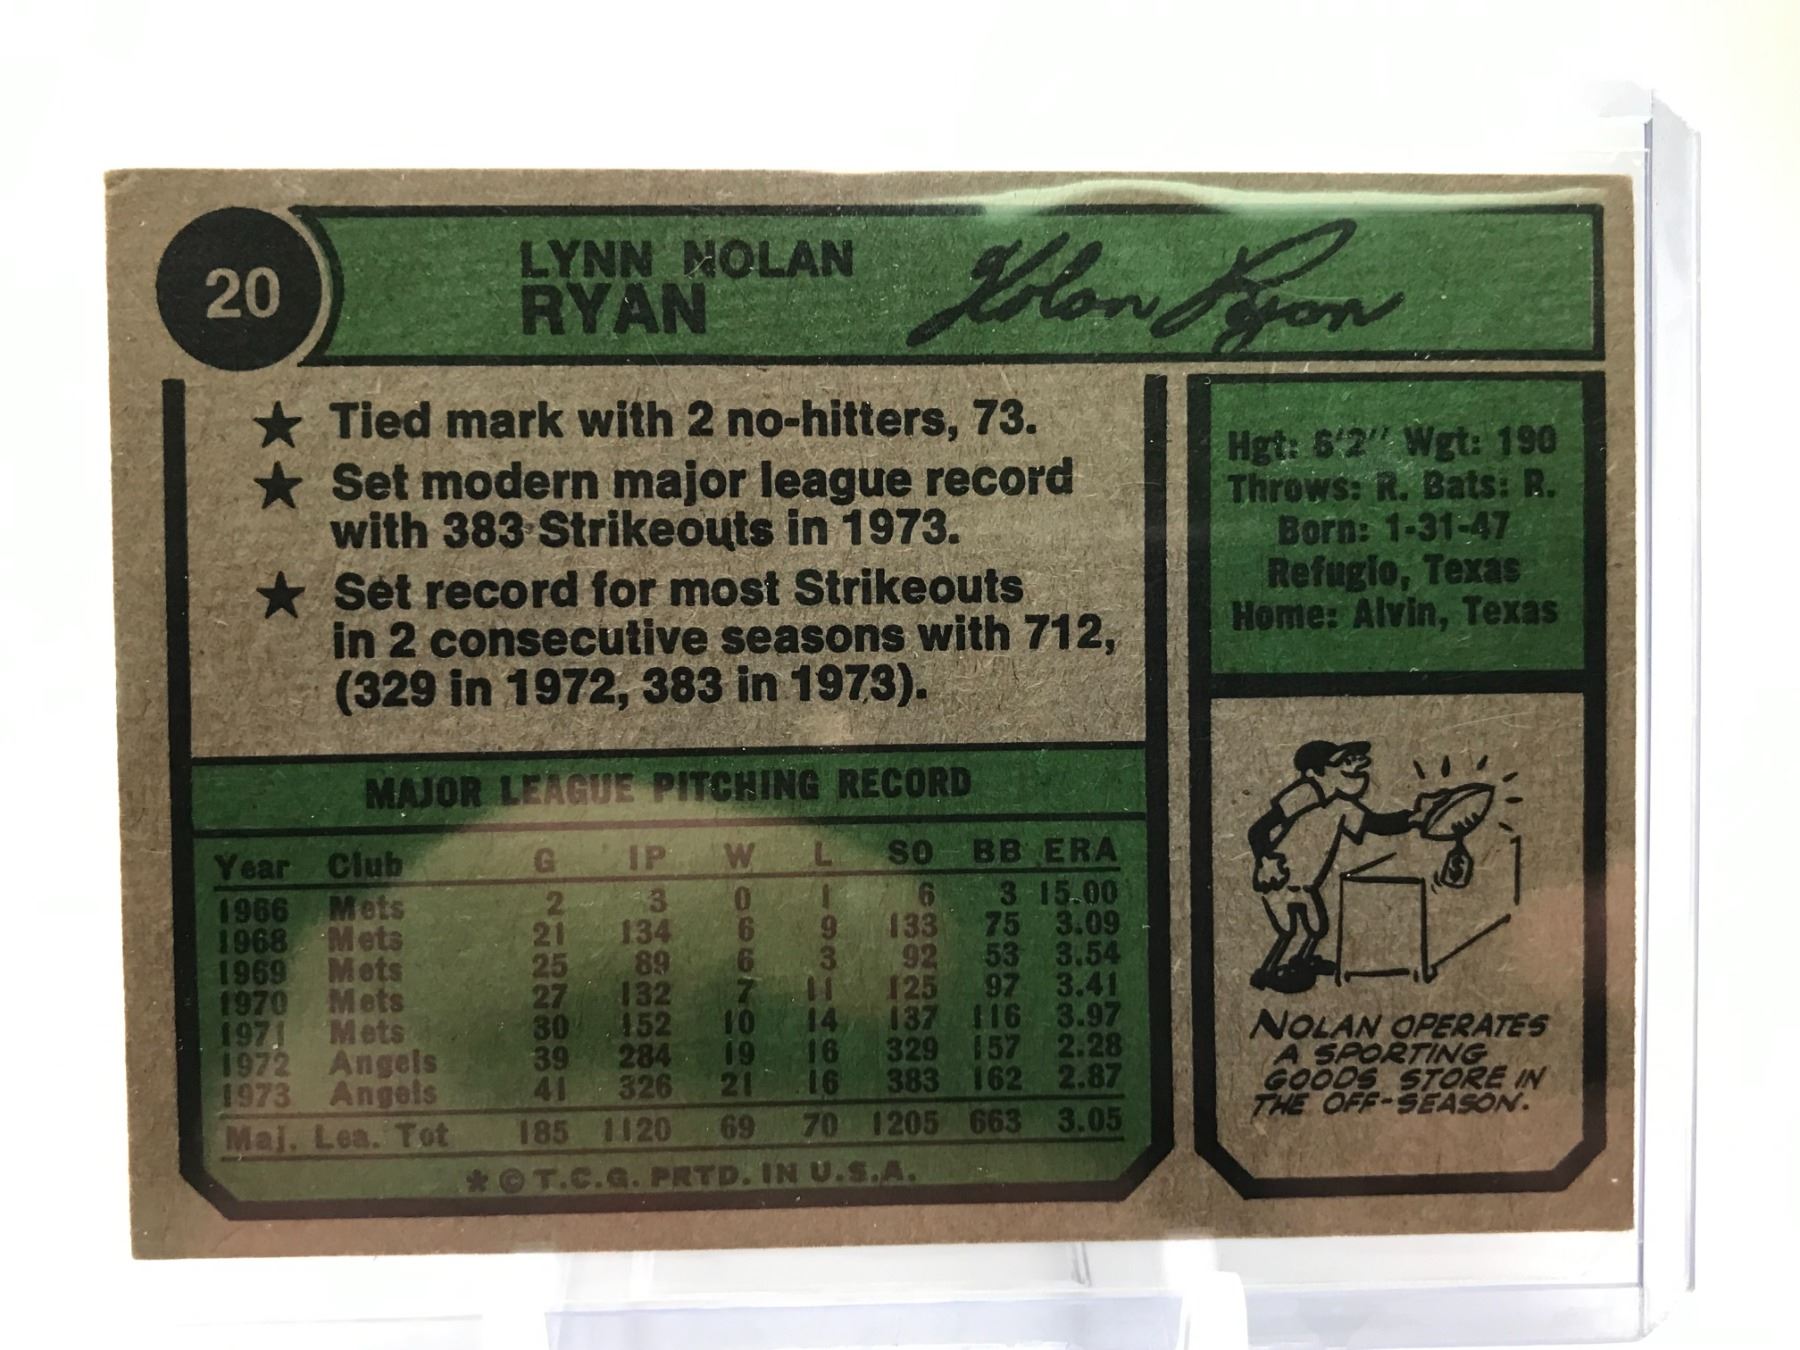 20
LYNN NOLAN
RYAN
Nolan Ryan
★ Tied mark with 2 no-hitters, 73.
★ Set modern major league record
with 383 Strikeouts in 1973.
★ Set record for most Strikeouts
in 2 consecutive seasons with 712,
(329 in 1972, 383 in 1973).
Hgt: 6'2" Wgt: 190
Throws: R. Bats: R.
Born: 1-31-47
Refugio, Texas
Home: Alvin, Texas
MAJOR LEAGUE PITCHING RECORD
Year Club G IP W L SO BB ERA
1966 Mets 2 3 0 1 6 3 15.00
1968 Mets 21 134 6 9 133 75 3.09
1969 Mets 25 89 6 3 92 53 3.54
1970 Mets 27 132 7 11 125 97 3.41
1971 Mets 30 152 10 14 137 116 3.97
1972 Angels 39 284 19 16 329 157 2.28
1973 Angels 41 326 21 16 383 162 2.87
Maj. Lea. Tot 185 1120 69 70 1205 663 3.05
* © T.C.G. PRTD. IN U.S.A.
$
NOLAN OPERATES
A SPORTING
GOODS STORE IN
THE OFF-SEASON.